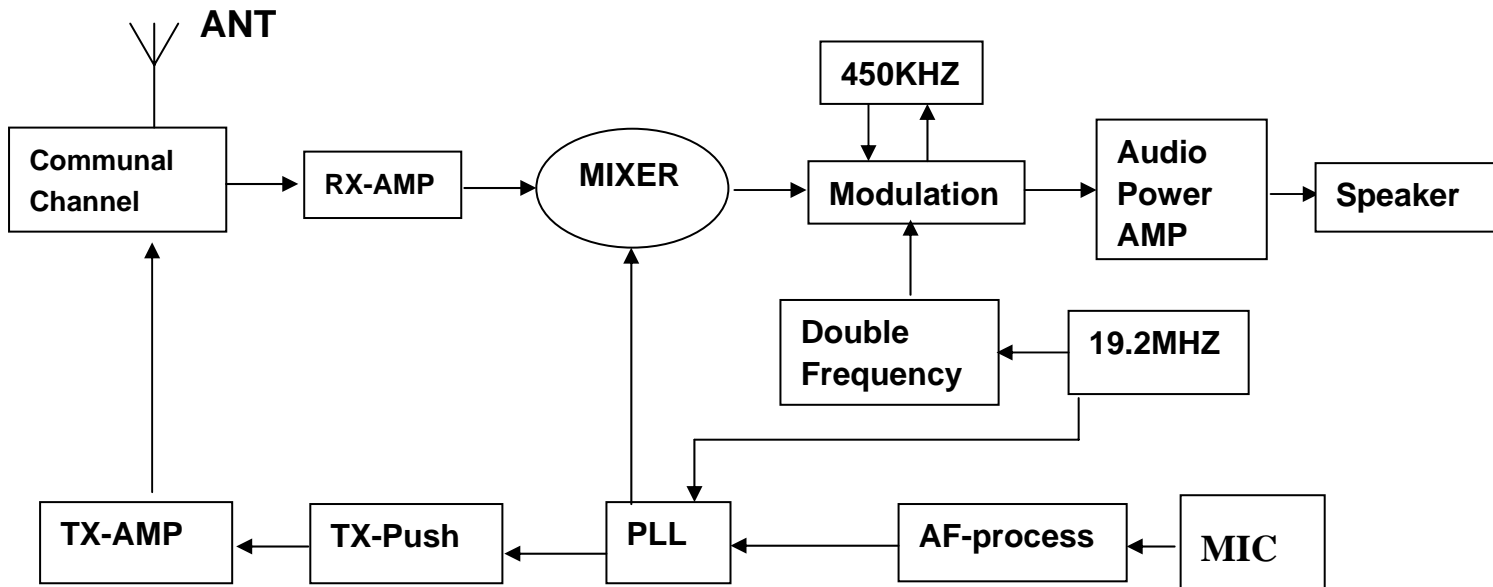 ANT
450KHZ
Communal
Channel
RX-AMP
MIXER
Modulation
Audio
Power
AMP
Speaker
Double
Frequency
19.2MHZ
TX-AMP
TX-Push
PLL
AF-process
MIC